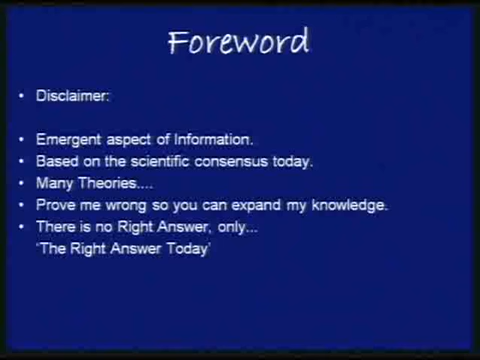 Foreword
• Disclaimer:
• Emergent aspect of Information.
• Based on the scientific consensus today.
• Many Theories....
• Prove me wrong so you can expand my knowledge.
• There is no Right Answer, only...
‘The Right Answer Today’